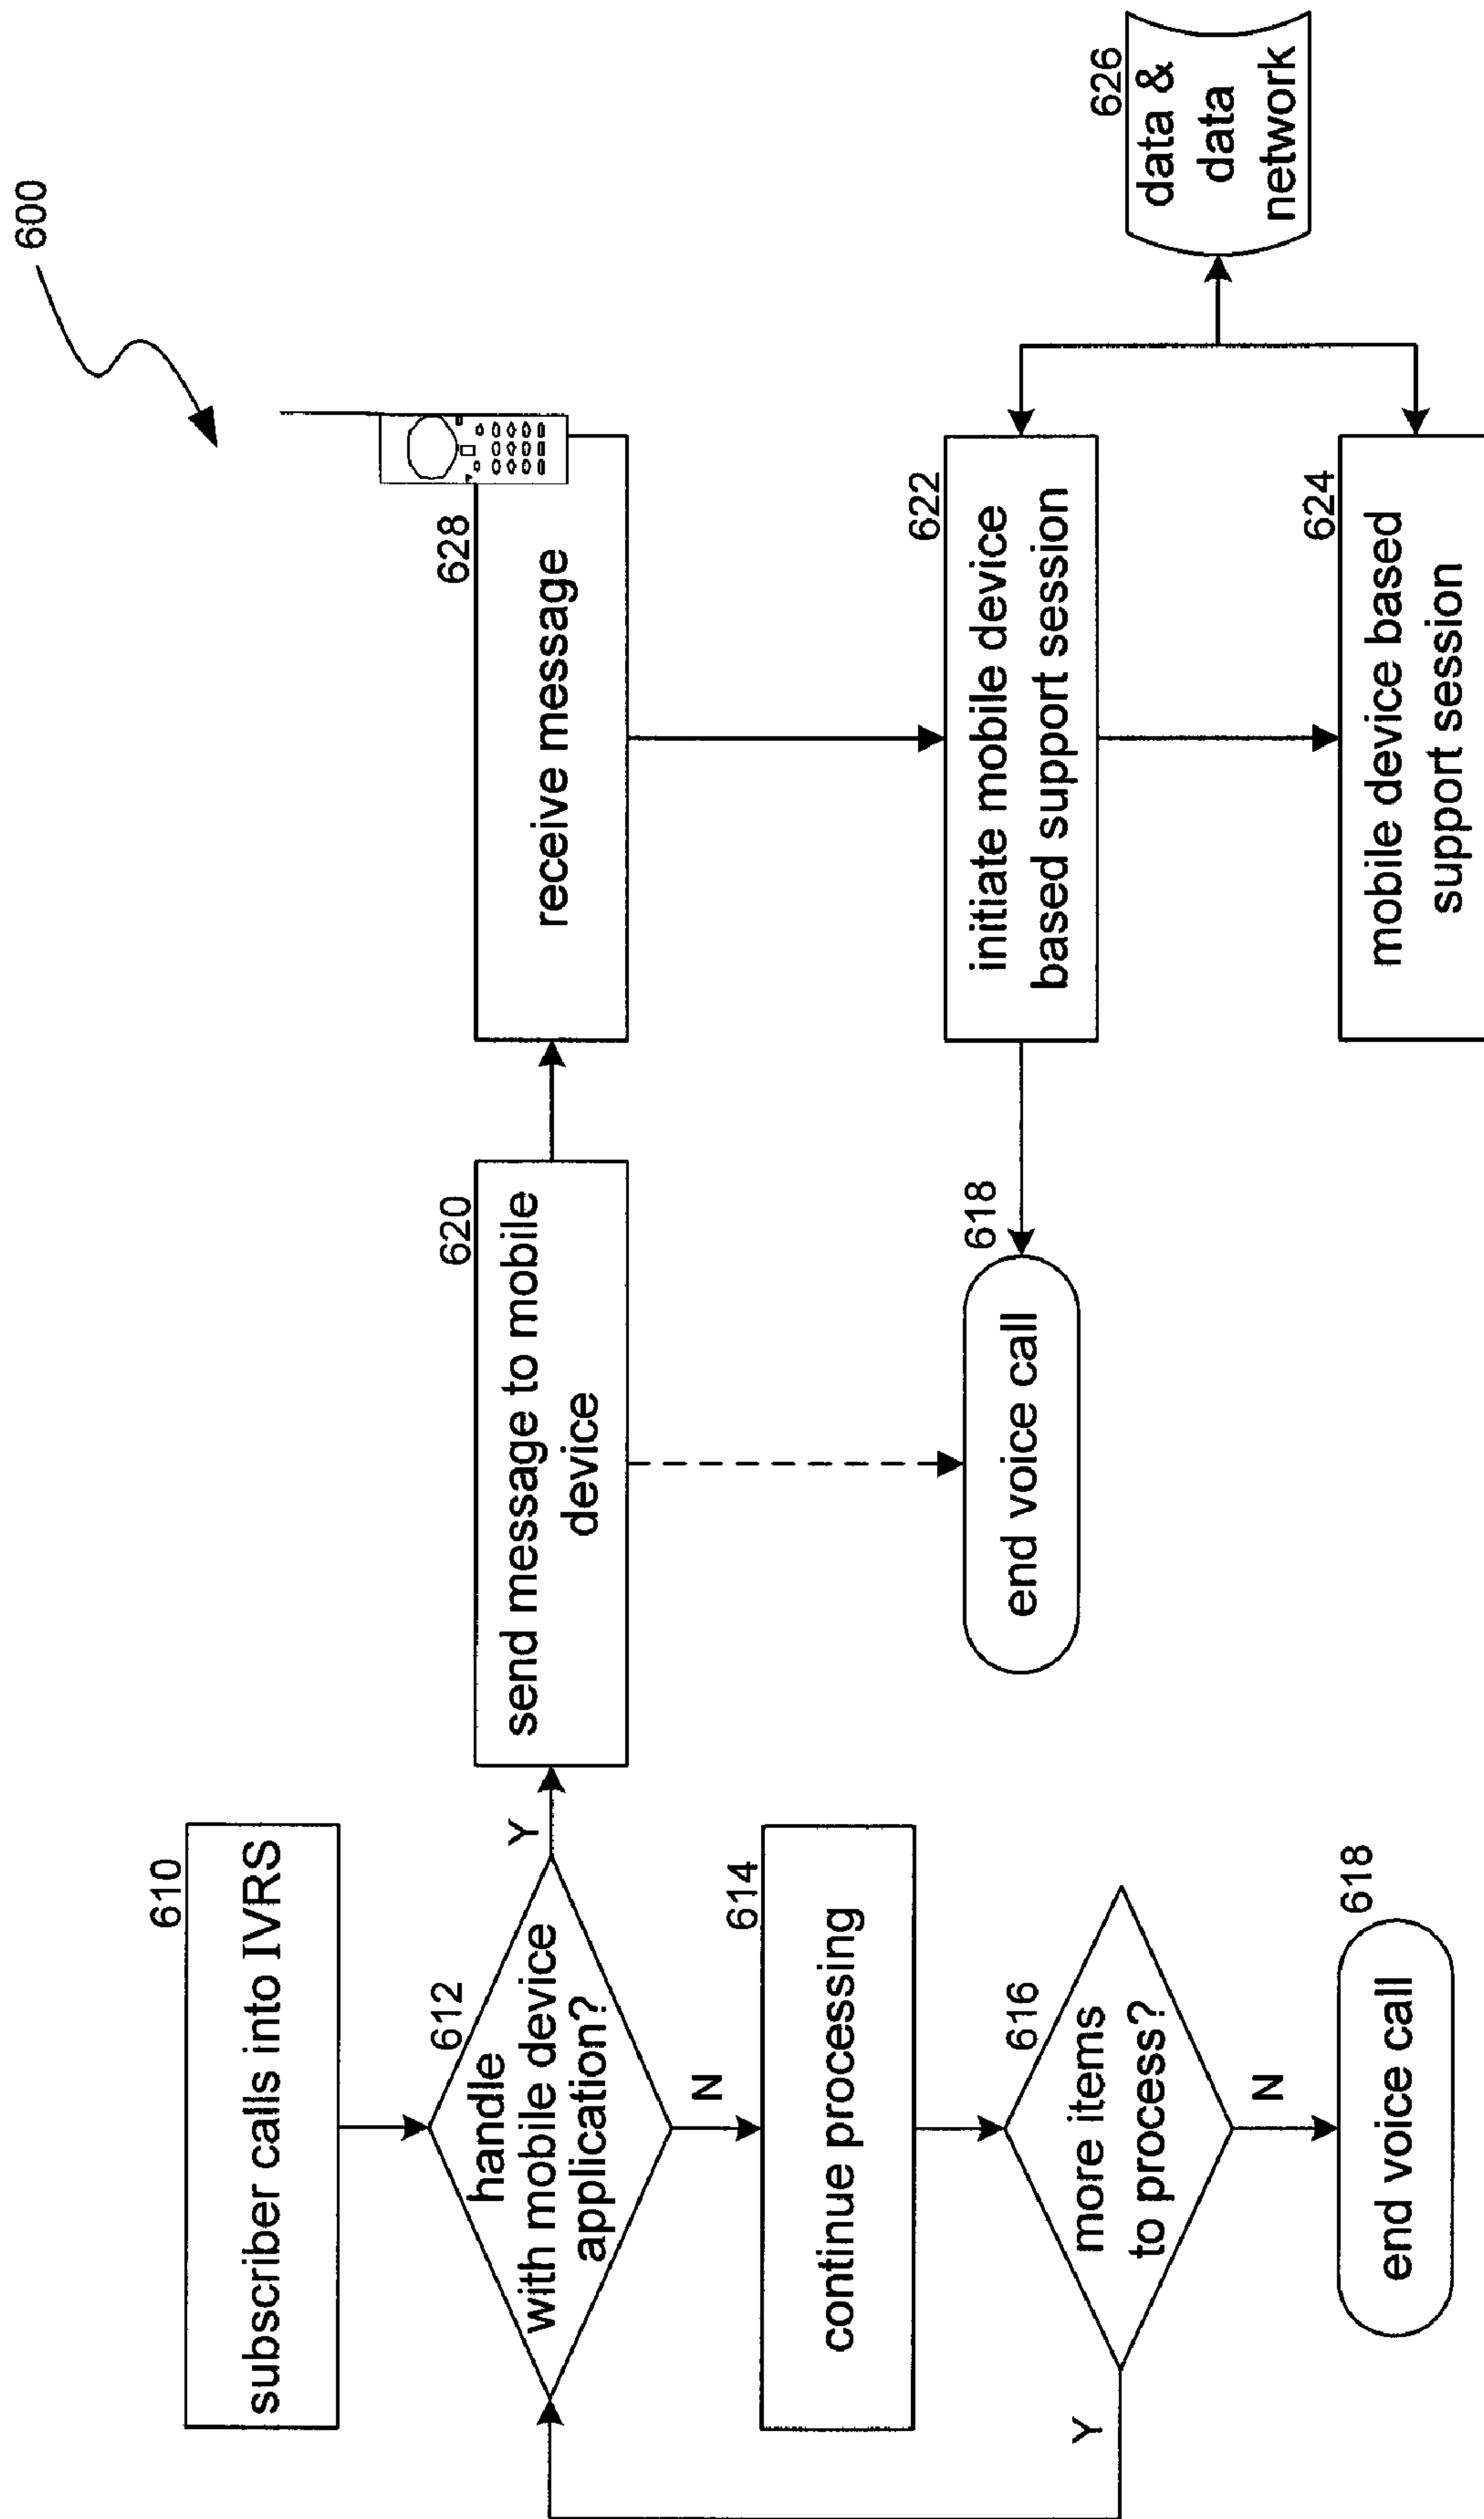 600
610
subscriber calls into IVRS
612
handle
with mobile device
application?
Y
N
614
continue processing
616
more items
to process?
Y
N
618
end voice call
620
send message to mobile
device
618
end voice call
628
receive message
622
initiate mobile device
based support session
624
mobile device based
support session
626
data &
data
network